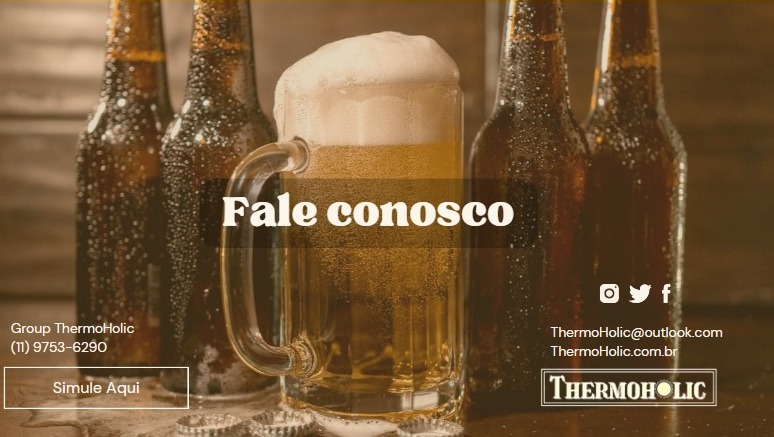 Fale conosco
Group ThermoHolic
(11) 9753-6290
Simule Aqui
ThermoHolic@outlook.com
ThermoHolic.com.br
THERMOHOLIC